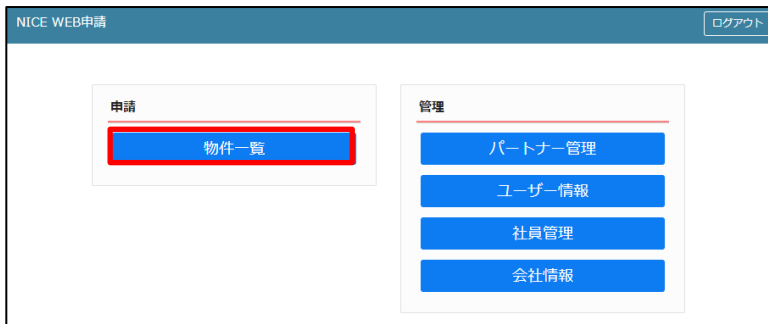 NICE WEB申請
ログアウト
申請
物件一覧
管理
パートナー管理
ユーザー情報
社員管理
会社情報